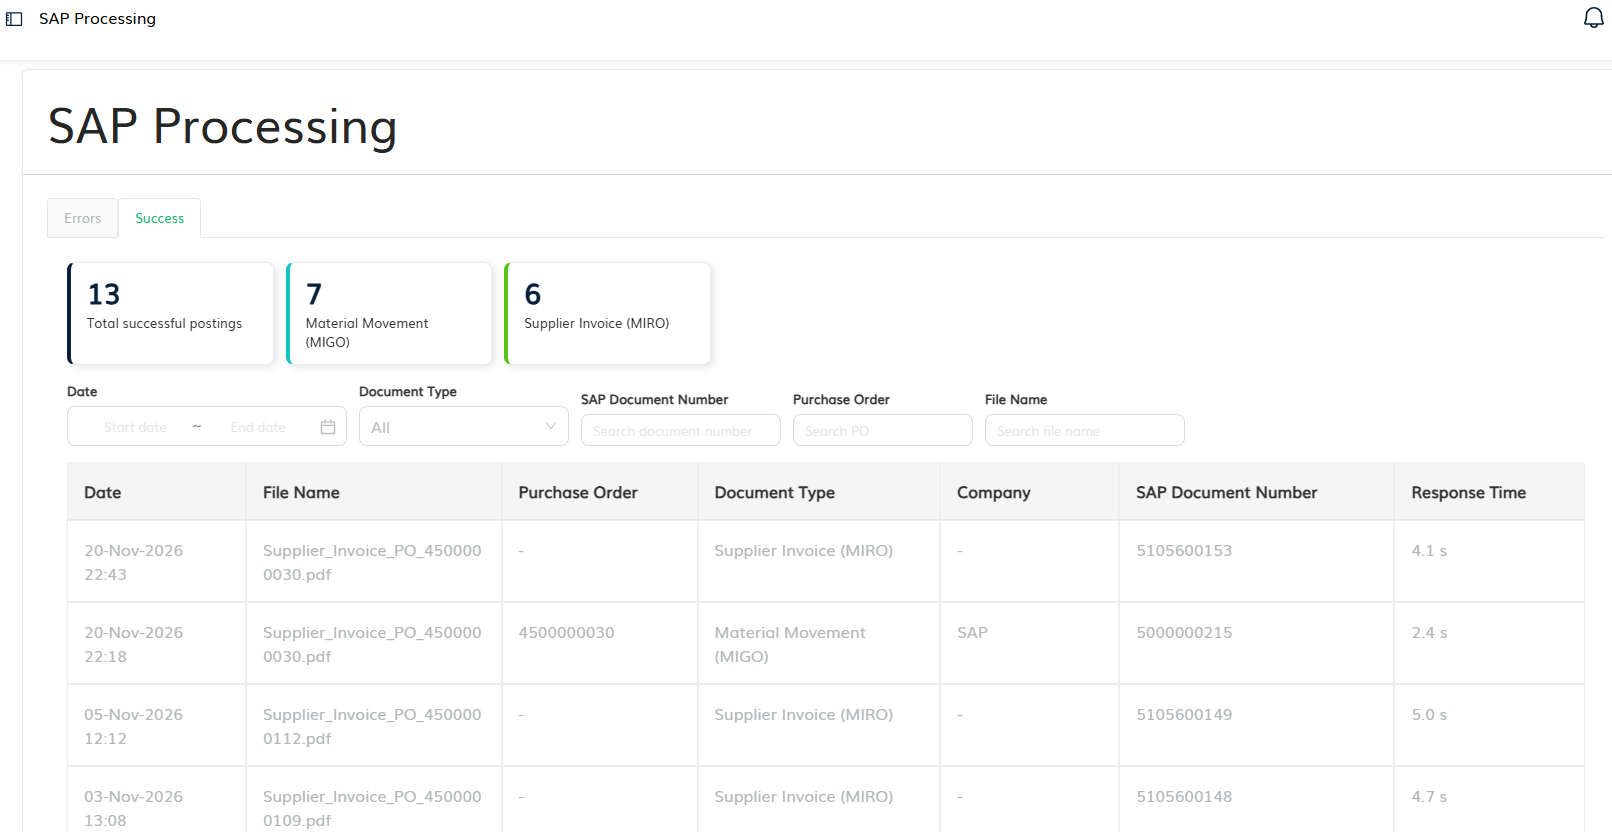 SAP Processing
SAP Processing
Errors
Success
13
Total successful postings
7
Material Movement
(MIGO)
6
Supplier Invoice (MIRO)
Date
Document Type
SAP Document Number
Purchase Order
File Name
Start date
~
End date
All
Search document number
Search PO
Search file name
Date
File Name
Purchase Order
Document Type
Company
SAP Document Number
Response Time
20-Nov-2026
22:43
Supplier_Invoice_PO_450000
0030.pdf
-
Supplier Invoice (MIRO)
-
5105600153
4.1 s
20-Nov-2026
22:18
Supplier_Invoice_PO_450000
0030.pdf
4500000030
Material Movement
(MIGO)
SAP
5000000215
2.4 s
05-Nov-2026
12:12
Supplier_Invoice_PO_450000
0112.pdf
-
Supplier Invoice (MIRO)
-
5105600149
5.0 s
03-Nov-2026
13:08
Supplier_Invoice_PO_450000
0109.pdf
-
Supplier Invoice (MIRO)
-
5105600148
4.7 s